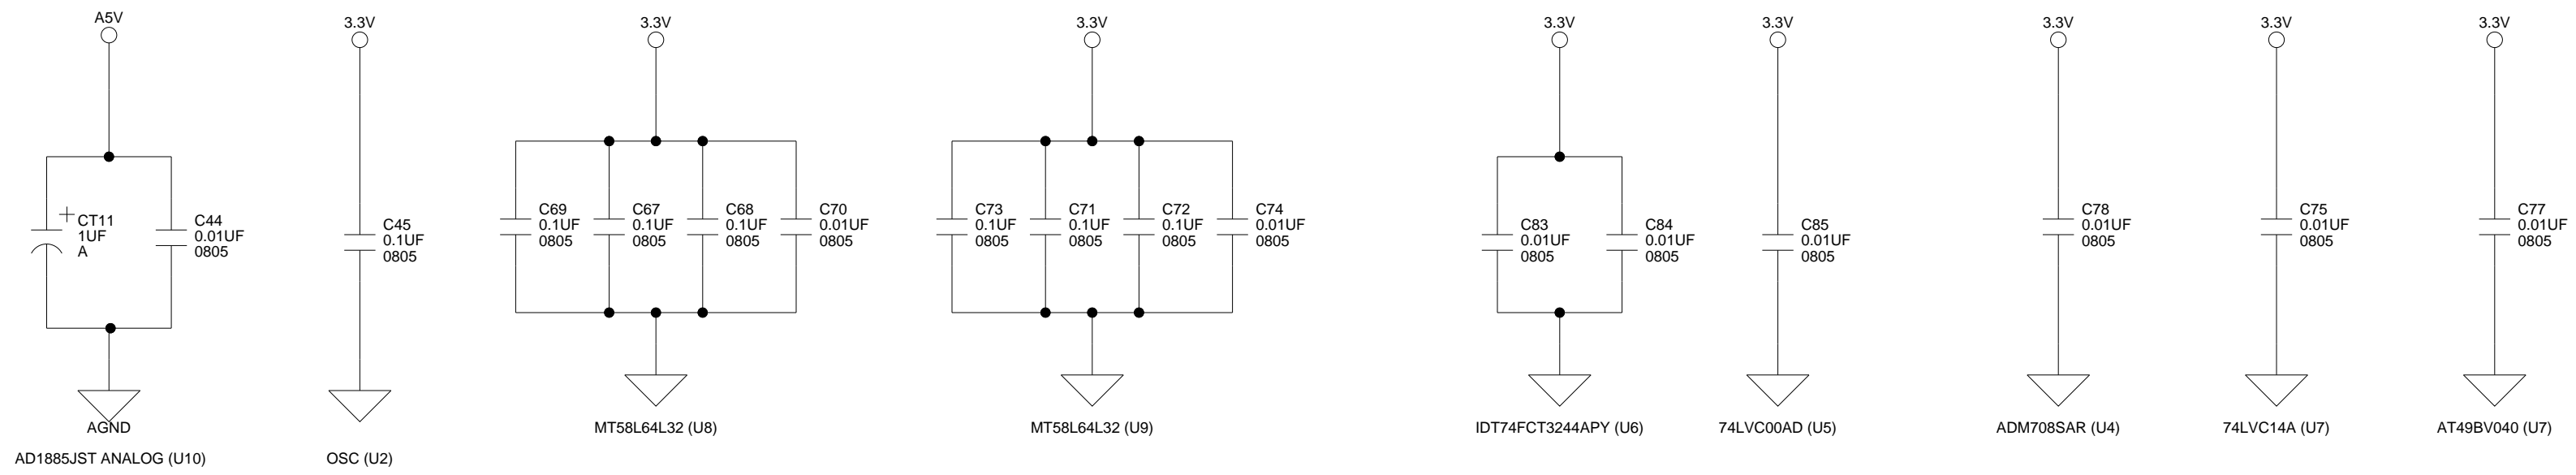 A5V
CT11
1UF
A
C44
0.01UF
0805
AGND
AD1885JST ANALOG (U10)
3.3V
C45
0.1UF
0805
OSC (U2)
3.3V
C69
0.1UF
0805
C67
0.1UF
0805
C68
0.1UF
0805
C70
0.01UF
0805
MT58L64L32 (U8)
3.3V
C73
0.1UF
0805
C71
0.1UF
0805
C72
0.1UF
0805
C74
0.01UF
0805
MT58L64L32 (U9)
3.3V
C83
0.01UF
0805
C84
0.01UF
0805
IDT74FCT3244APY (U6)
3.3V
C85
0.01UF
0805
74LVC00AD (U5)
3.3V
C78
0.01UF
0805
ADM708SAR (U4)
3.3V
C75
0.01UF
0805
74LVC14A (U7)
3.3V
C77
0.01UF
0805
AT49BV040 (U7)